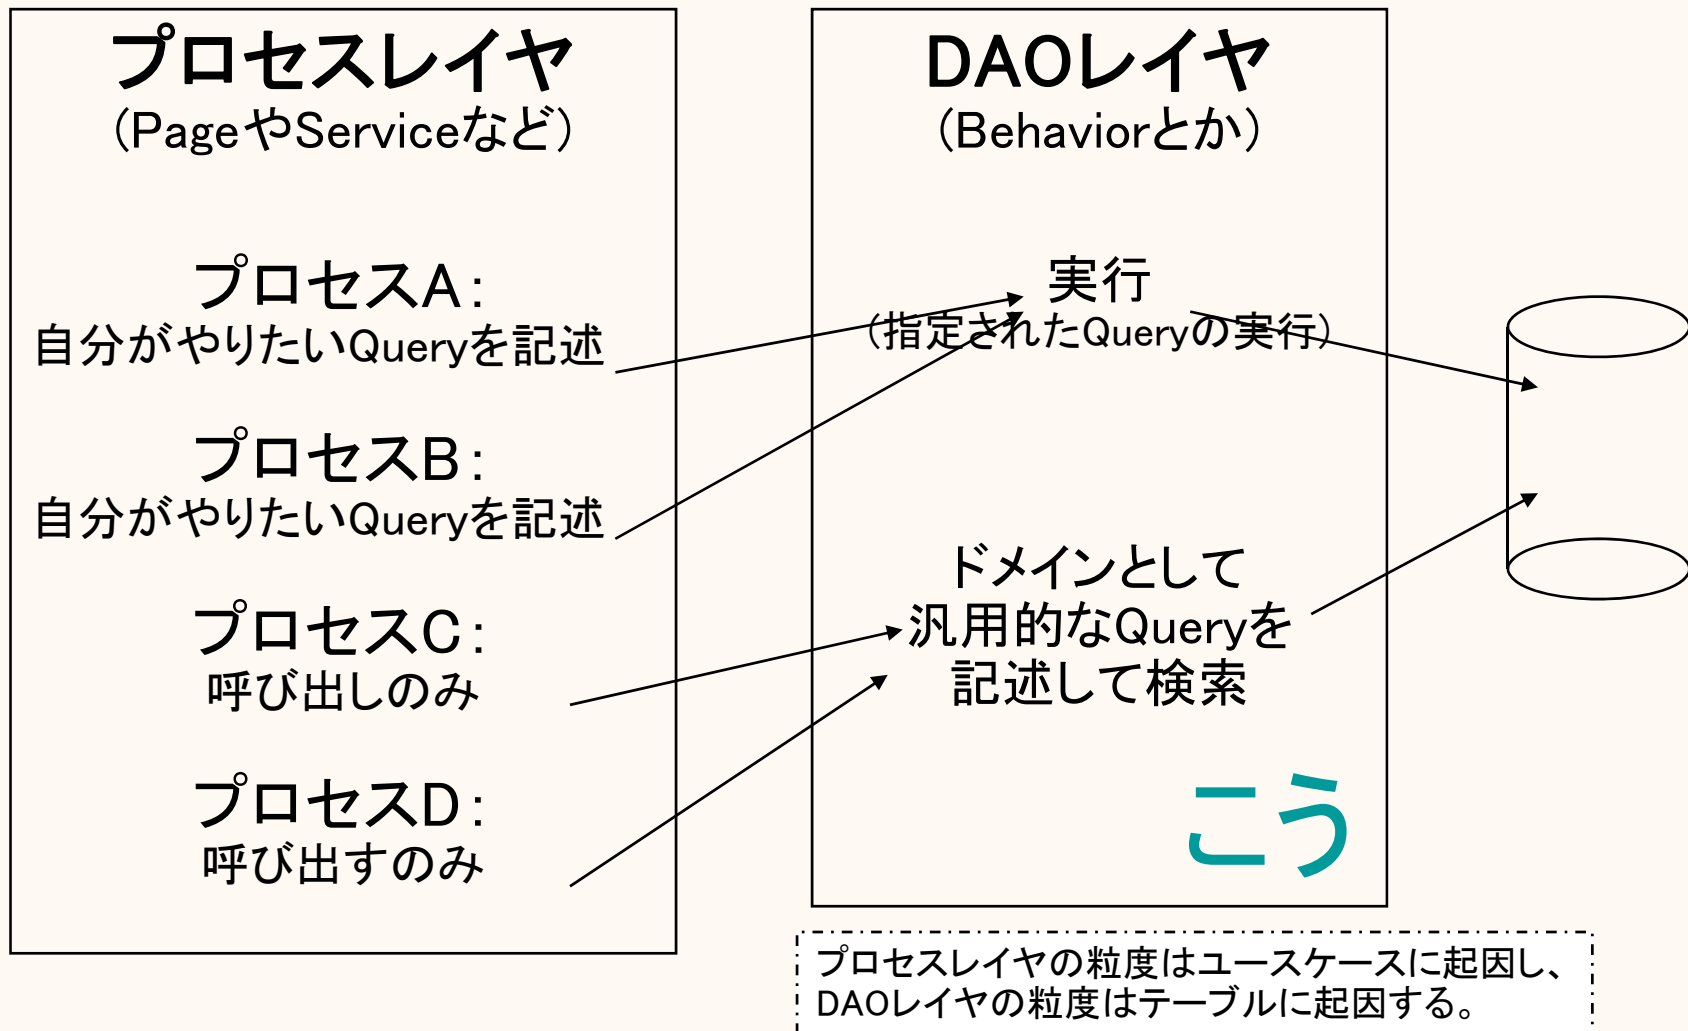 プロセスレイヤ
（PageやServiceなど）
プロセスA：
自分がやりたいQueryを記述
プロセスB：
自分がやりたいQueryを記述
プロセスC：
呼び出しのみ
プロセスD：
呼び出すのみ
DAOレイヤ
（Behaviorとか）
実行
（指定されたQueryの実行）
ドメインとして
汎用的なQueryを
記述して検索
こう
プロセスレイヤの粒度はユースケースに起因し、
DAOレイヤの粒度はテーブルに起因する。